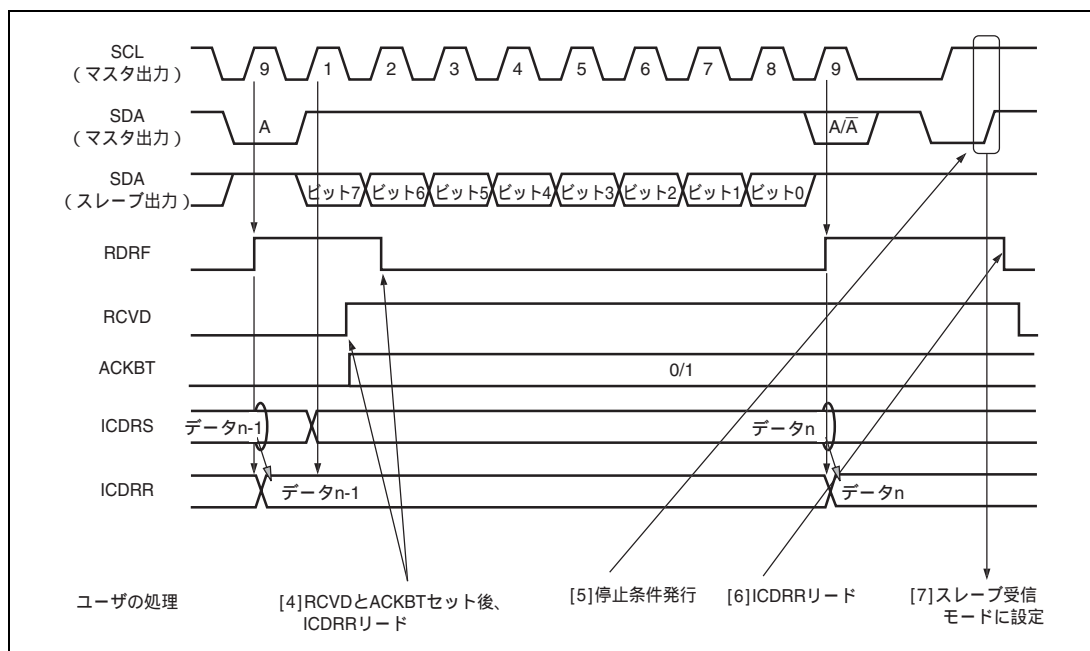 SCL
(マスタ出力)
9 1 2 3 4 5 6 7 8 9
SDA
(マスタ出力)
A A/A̅
SDA
(スレーブ出力)
ビット7 ビット6 ビット5 ビット4 ビット3 ビット2 ビット1 ビット0
RDRF
RCVD
ACKBT
0/1
ICDRS
データn-1 データn
ICDRR
データn-1 データn
ユーザの処理
[4]RCVDとACKBTセット後、
ICDRRリード
[5]停止条件発行
[6]ICDRRリード
[7]スレーブ受信
モードに設定